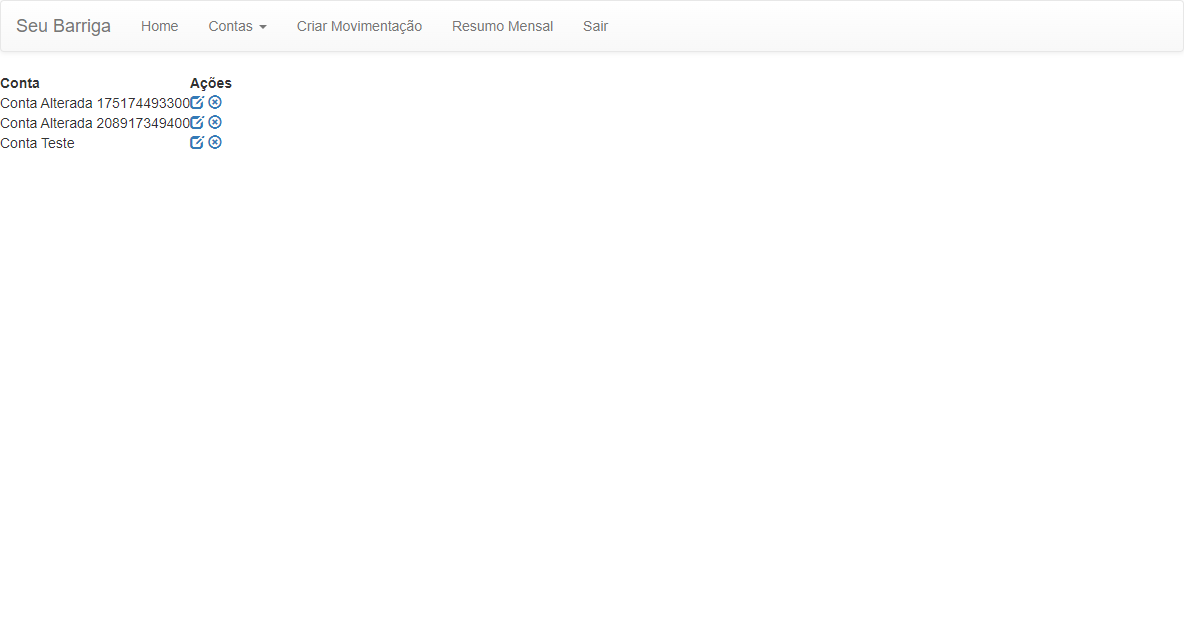 Seu Barriga Home Contas Criar Movimentação Resumo Mensal Sair
Conta Ações
Conta Alterada 175174493300
Conta Alterada 208917349400
Conta Teste